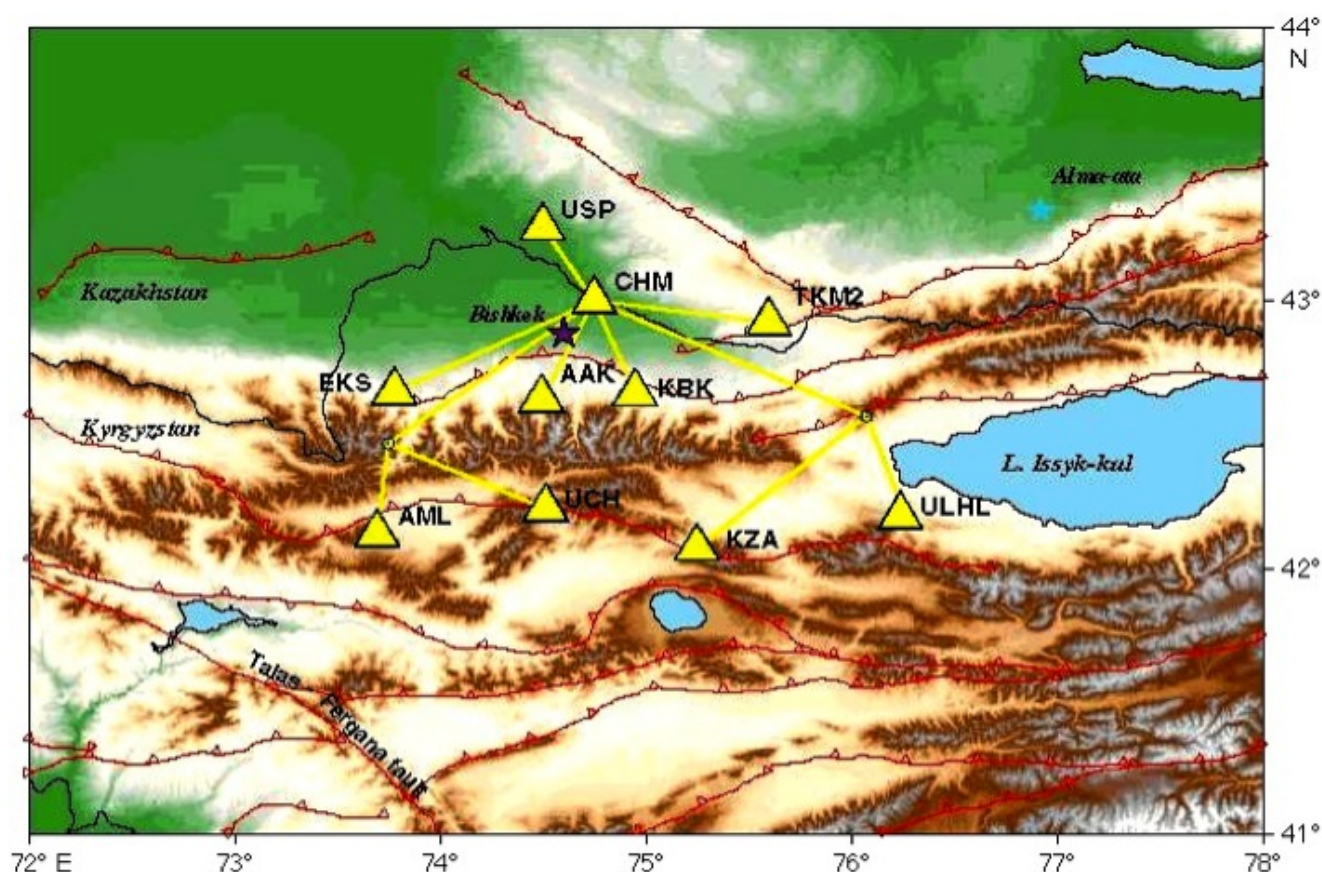 44°
N
Alma-ata
USP
Kazakhstan
CHM
TKM2
43°
Bishkek
EKS
AAK
KBK
Kyrgyzstan
L. Issyk-kul
UCH
ULHL
AML
KZA
42°
Talas
Fergana fault
41°
72° E
73°
74°
75°
76°
77°
78°